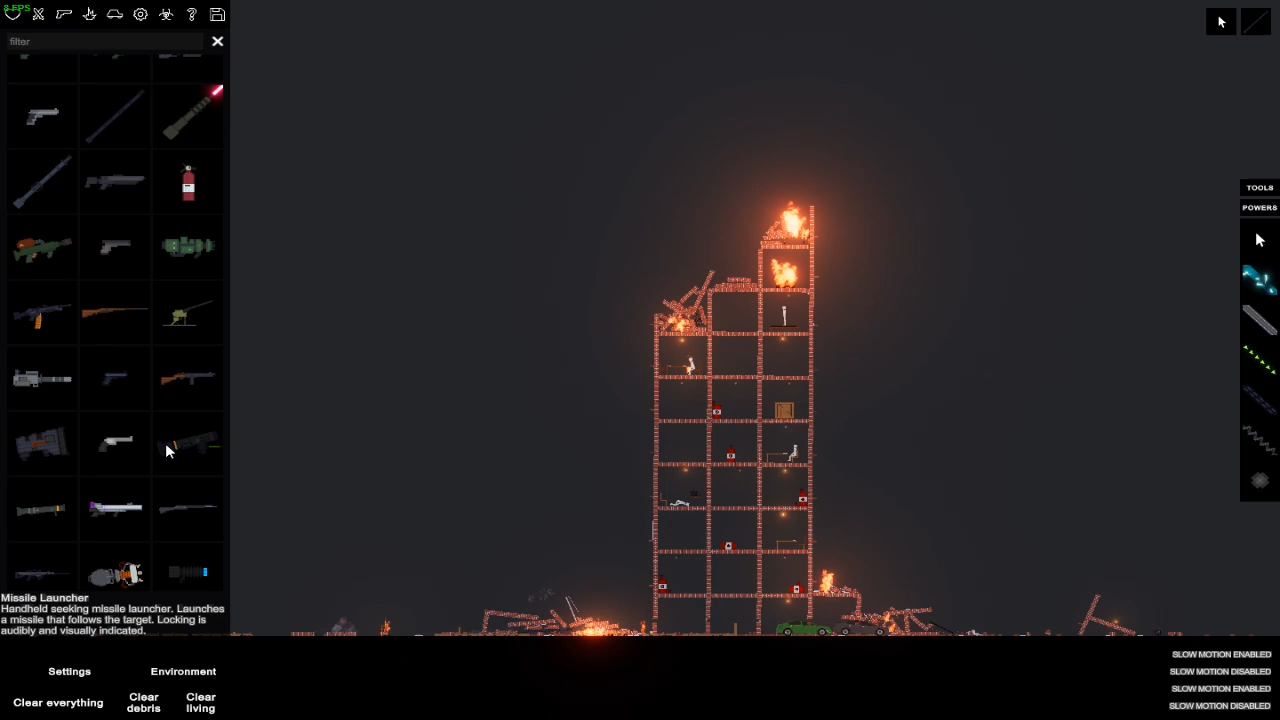 8 FPS
filter
TOOLS
POWERS
Missile Launcher
Handheld seeking missile launcher. Launches
a missile that follows the target. Locking is
audibly and visually indicated.
Settings
Environment
Clear everything
Clear
debris
Clear
living
SLOW MOTION ENABLED
SLOW MOTION DISABLED
SLOW MOTION ENABLED
SLOW MOTION DISABLED